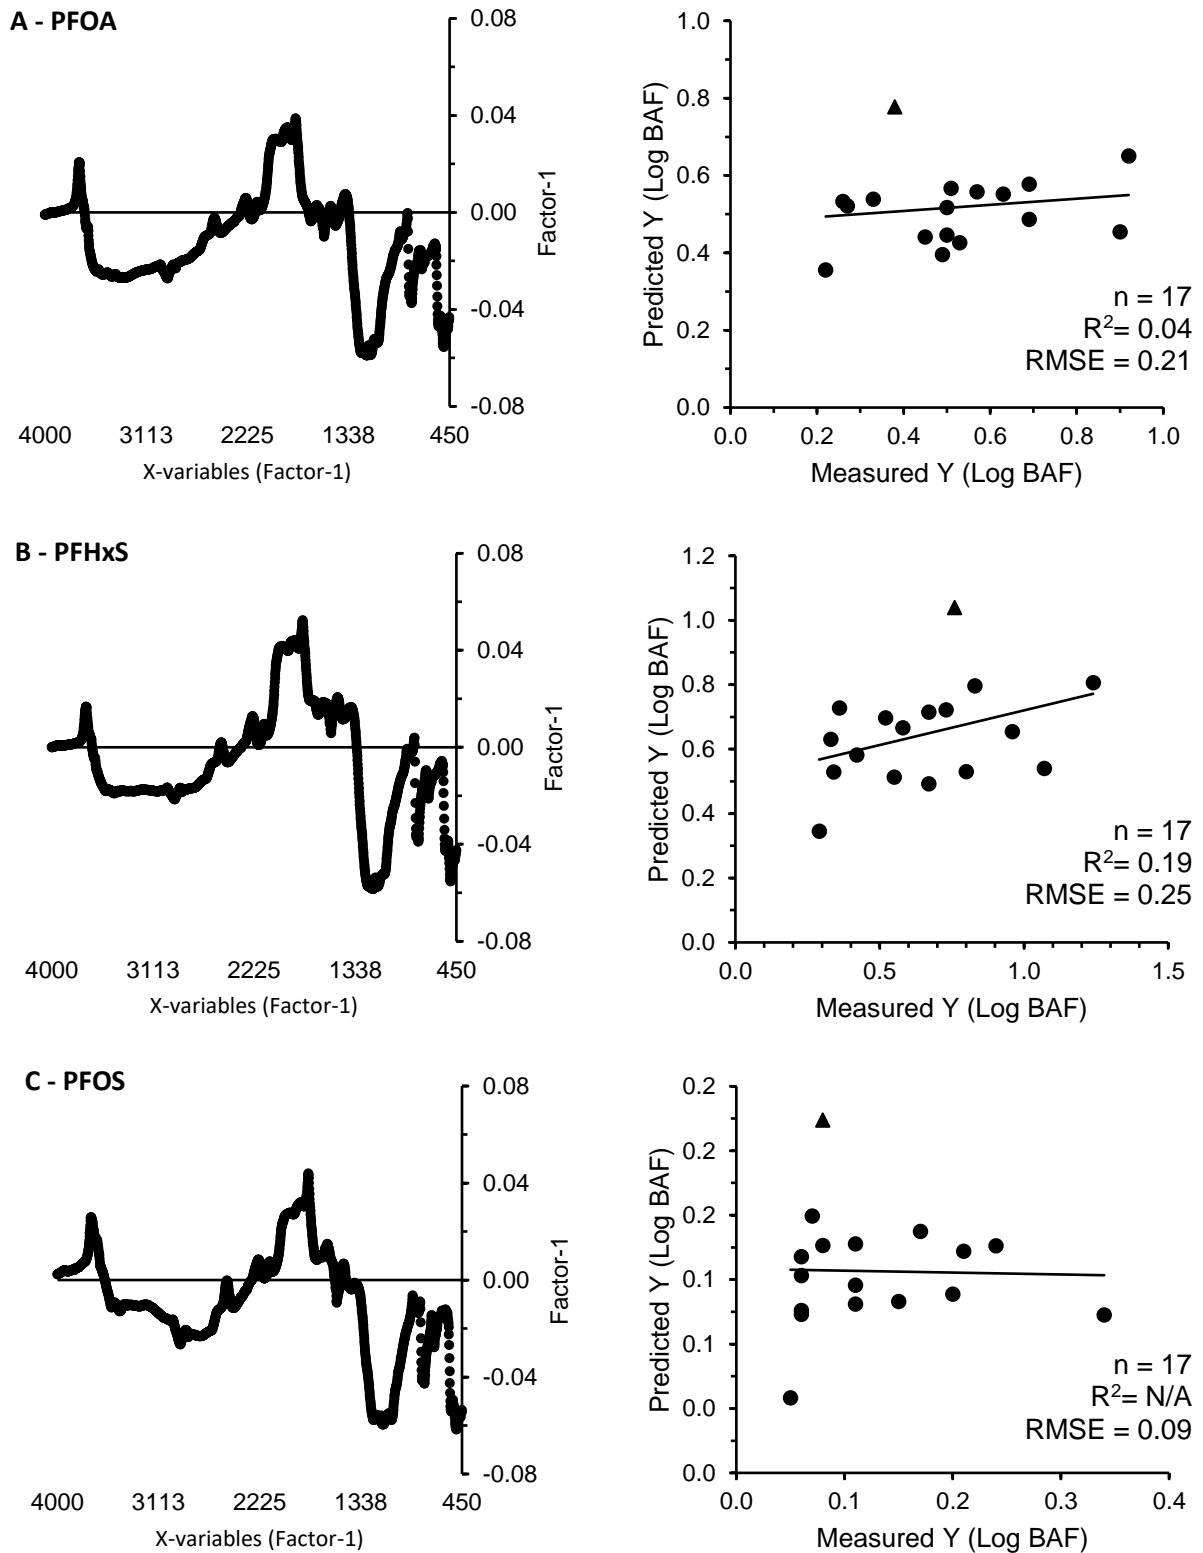 A - PFOA
0.08
0.04
0.00
-0.04
-0.08
Factor-1
4000 3113 2225 1338 450
X-variables (Factor-1)
1.0
0.8
0.6
0.4
0.2
0.0
Predicted Y (Log BAF)
n = 17
R²= 0.04
RMSE = 0.21
0.0 0.2 0.4 0.6 0.8 1.0
Measured Y (Log BAF)
B - PFHxS
0.08
0.04
0.00
-0.04
-0.08
Factor-1
4000 3113 2225 1338 450
X-variables (Factor-1)
1.2
1.0
0.8
0.6
0.4
0.2
0.0
Predicted Y (Log BAF)
n = 17
R²= 0.19
RMSE = 0.25
0.0 0.5 1.0 1.5
Measured Y (Log BAF)
C - PFOS
0.08
0.04
0.00
-0.04
-0.08
Factor-1
4000 3113 2225 1338 450
X-variables (Factor-1)
0.2
0.2
0.2
0.1
0.1
0.0
0.0
Predicted Y (Log BAF)
n = 17
R²= N/A
RMSE = 0.09
0.0 0.1 0.2 0.3 0.4
Measured Y (Log BAF)